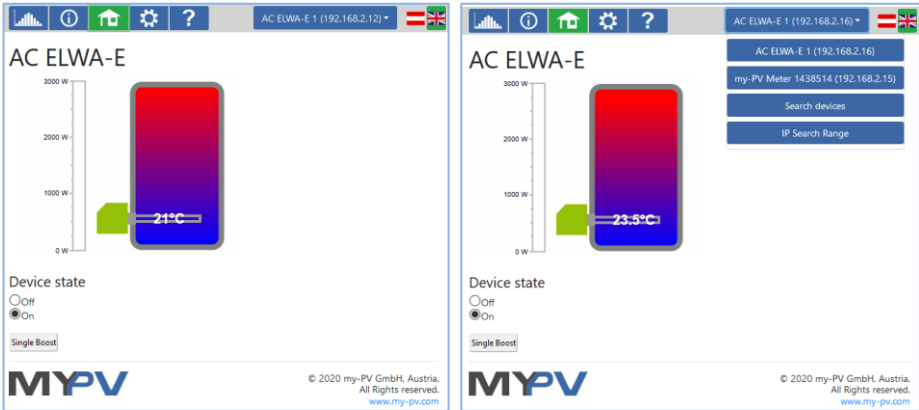 ?
AC ELWA-E 1 (192.168.2.12)
AC ELWA-E
3000 W
2000 W
1000 W
0 W
21°C
Device state
Off
On
Single Boost
MYPV
© 2020 my-PV GmbH, Austria.
All Rights reserved.
www.my-pv.com
?
AC ELWA-E 1 (192.168.2.16)
AC ELWA-E 1 (192.168.2.16)
my-PV Meter 1438514 (192.168.2.15)
Search devices
IP Search Range
AC ELWA-E
3000 W
2000 W
1000 W
0 W
23.5°C
Device state
Off
On
Single Boost
MYPV
© 2020 my-PV GmbH, Austria.
All Rights reserved.
www.my-pv.com